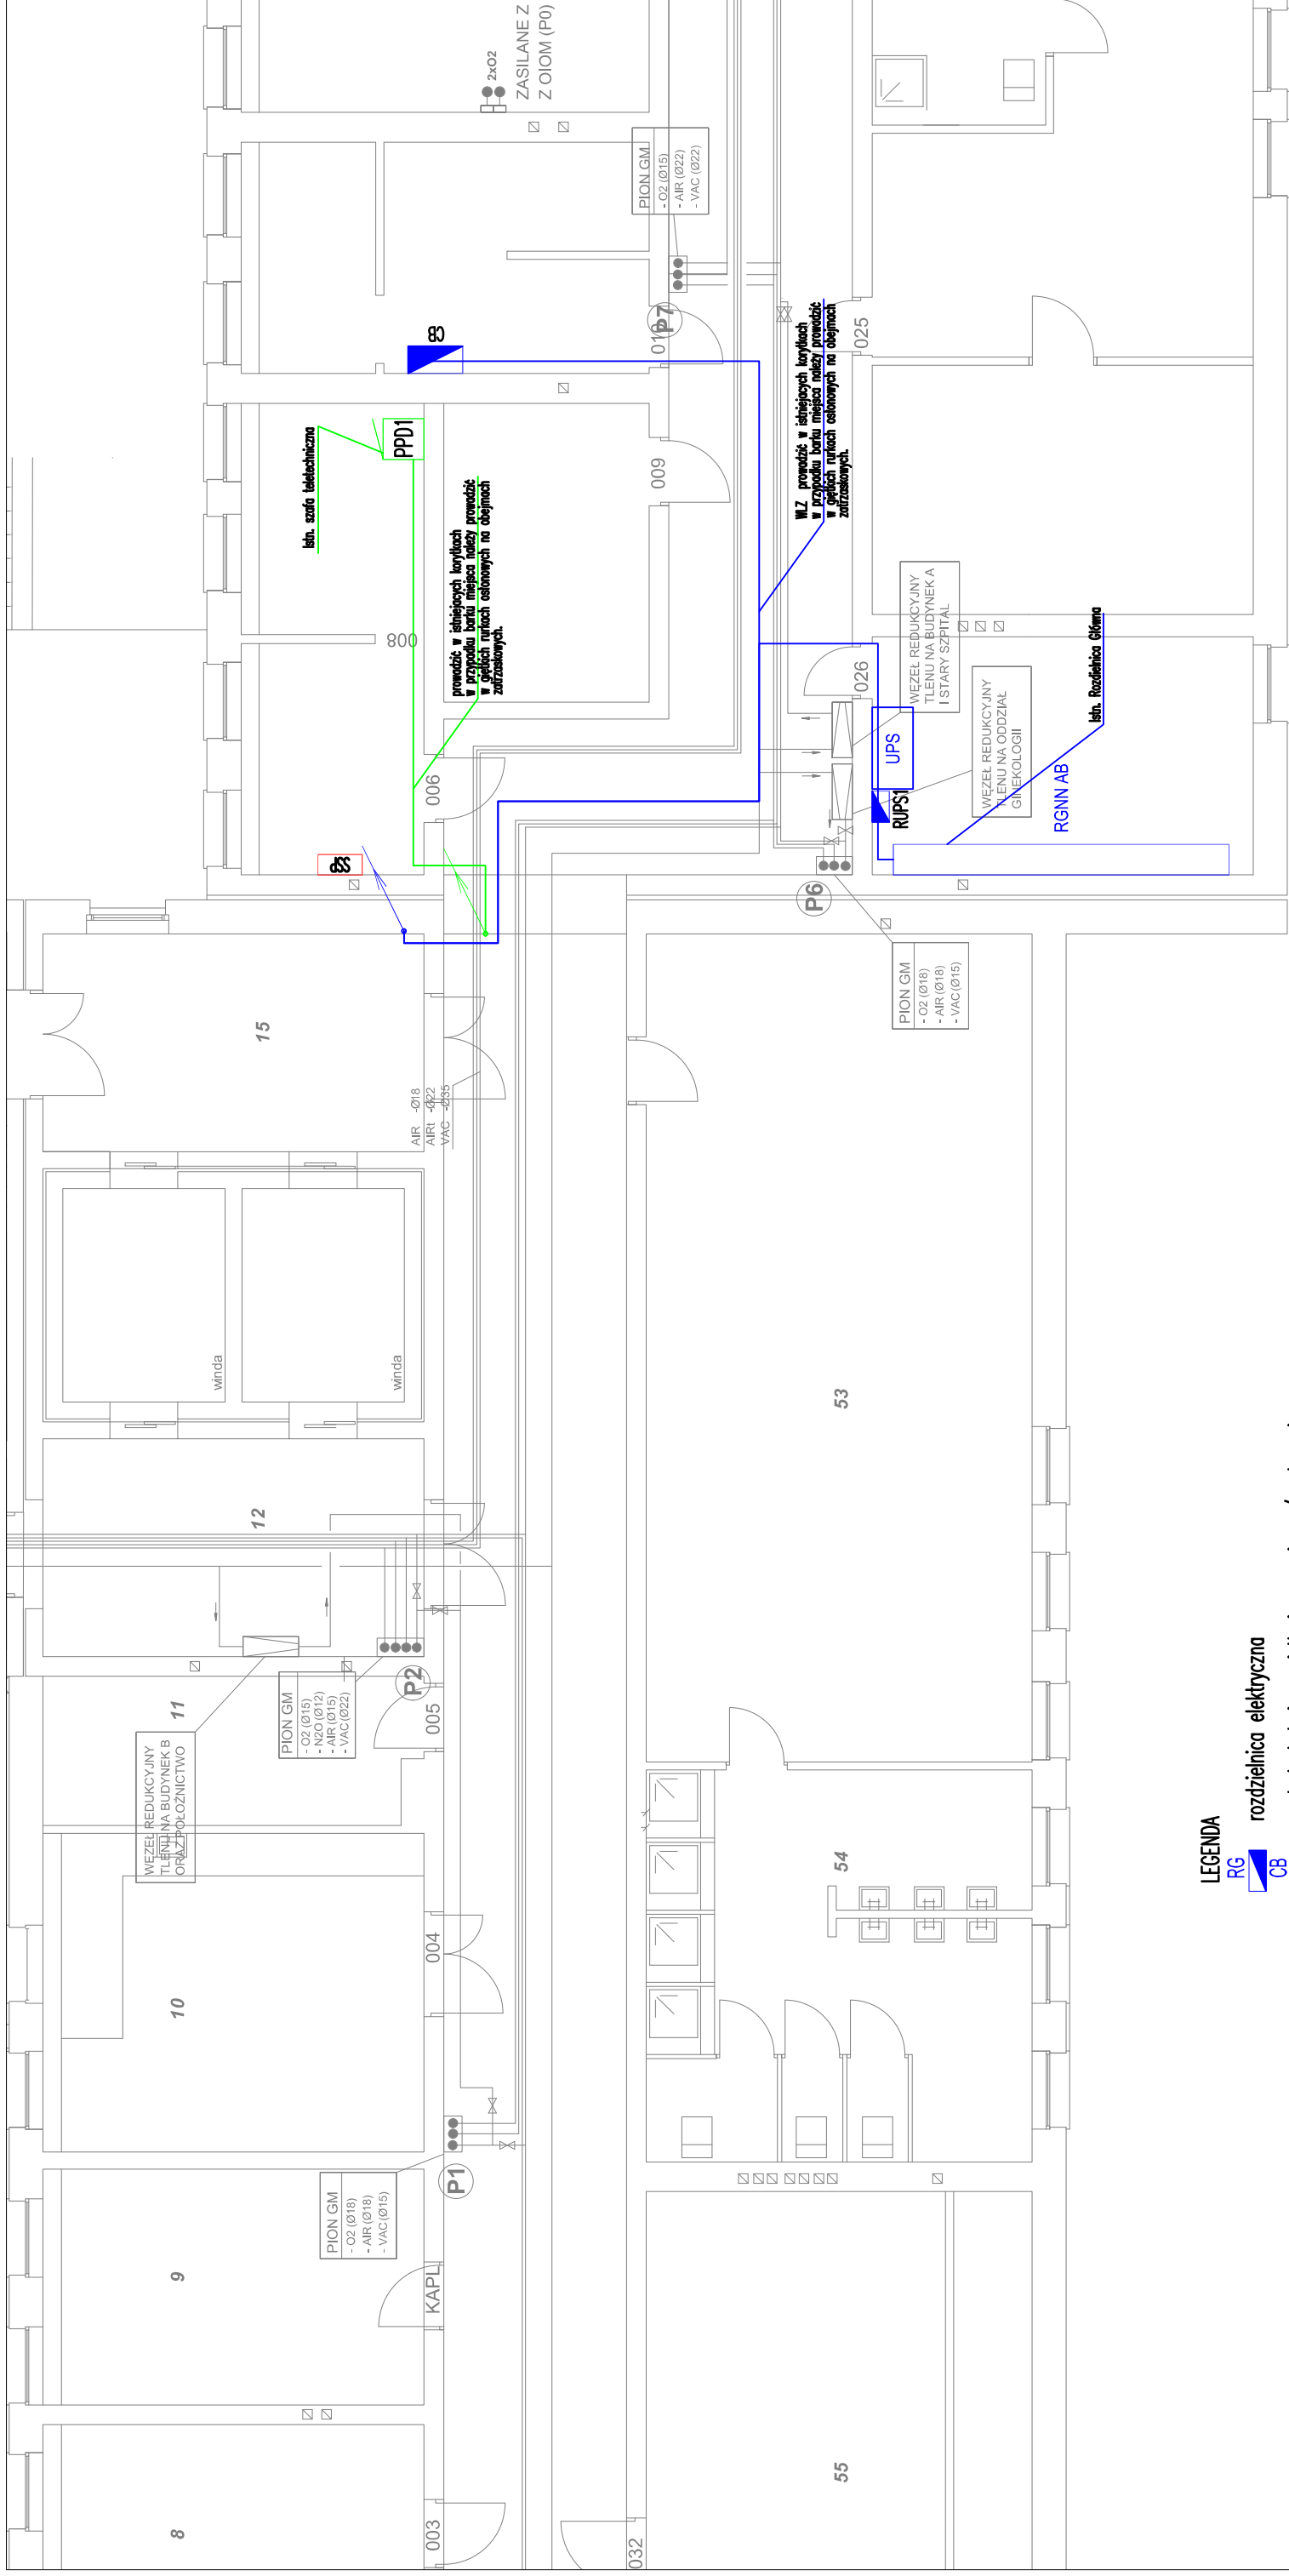 2xO2
ZASILANE Z
Z OIOM (P0)
PION GM
- O2 (Ø15)
- AIR (Ø22)
- VAC (Ø22)
P7
010
025
CB
PPD1
Istn. szafa teletechniczna
009
008
006
prowadzić w istniejących korytkach
w przypadku barku miejsca należy prowadzić
w giętkich rurkach osłonowych na obejmach
zatrzaskowych.
WLZ prowadzić w istniejących korytkach
w przypadku barku miejsca należy prowadzić
w giętkich rurkach osłonowych na obejmach
zatrzaskowych.
026
WĘZEŁ REDUKCYJNY
TLENU NA BUDYNEK A
I STARY SZPITAL
WĘZEŁ REDUKCYJNY
TLENU NA ODDZIAŁ
GINEKOLOGII
Istn. Rozdzielnica Główna
UPS
RUPS1
RGNN AB
P6
PION GM
- O2 (Ø18)
- AIR (Ø18)
- VAC (Ø15)
SSP
15
AIR -Ø18
AIRt -Ø22
VAC -Ø35
winda
winda
12
53
11
WĘZEŁ REDUKCYJNY
TLENU NA BUDYNEK B
ORAZ POŁOŻNICTWO
PION GM
- O2 (Ø15)
- N2O (Ø12)
- AIR (Ø15)
- VAC (Ø22)
P2
005
54
10
004
P1
PION GM
- O2 (Ø18)
- AIR (Ø18)
- VAC (Ø15)
9
KAPL
8
003
032
55
LEGENDA
RG
CB
rozdzielnica elektryczna